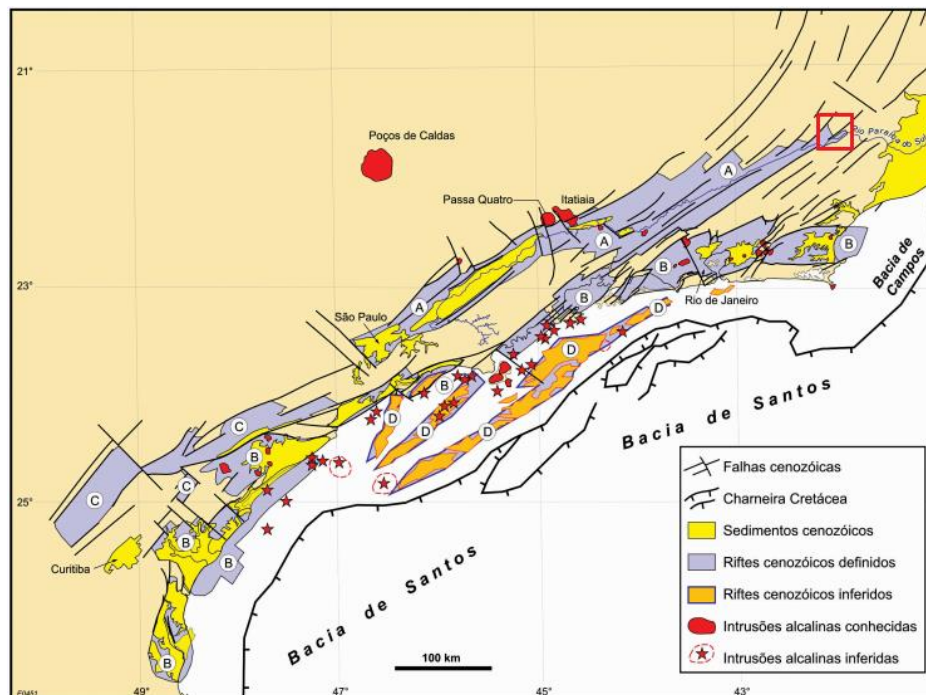 21°
Poços de Caldas
Rio Paraíba do Sul
Passa Quatro
Itatiaia
A
A
23°
A
São Paulo
B
B
B
Rio de Janeiro
Bacia de
Campos
D
D
B
D
D
D
C
B
C
C
25°
Curitiba
B
B
B
Bacia de Santos
Bacia de Santos
100 km
49°
47°
45°
43°
Falhas cenozóicas
Charneira Cretácea
Sedimentos cenozóicos
Riftes cenozóicos definidos
Riftes cenozóicos inferidos
Intrusões alcalinas conhecidas
Intrusões alcalinas inferidas